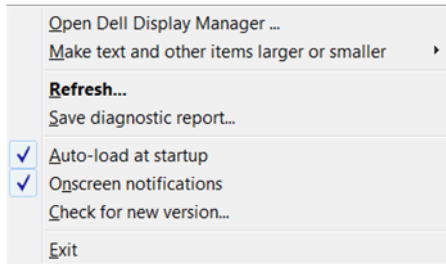 Open Dell Display Manager ...
Make text and other items larger or smaller
Refresh...
Save diagnostic report...
Auto-load at startup
Onscreen notifications
Check for new version...
Exit